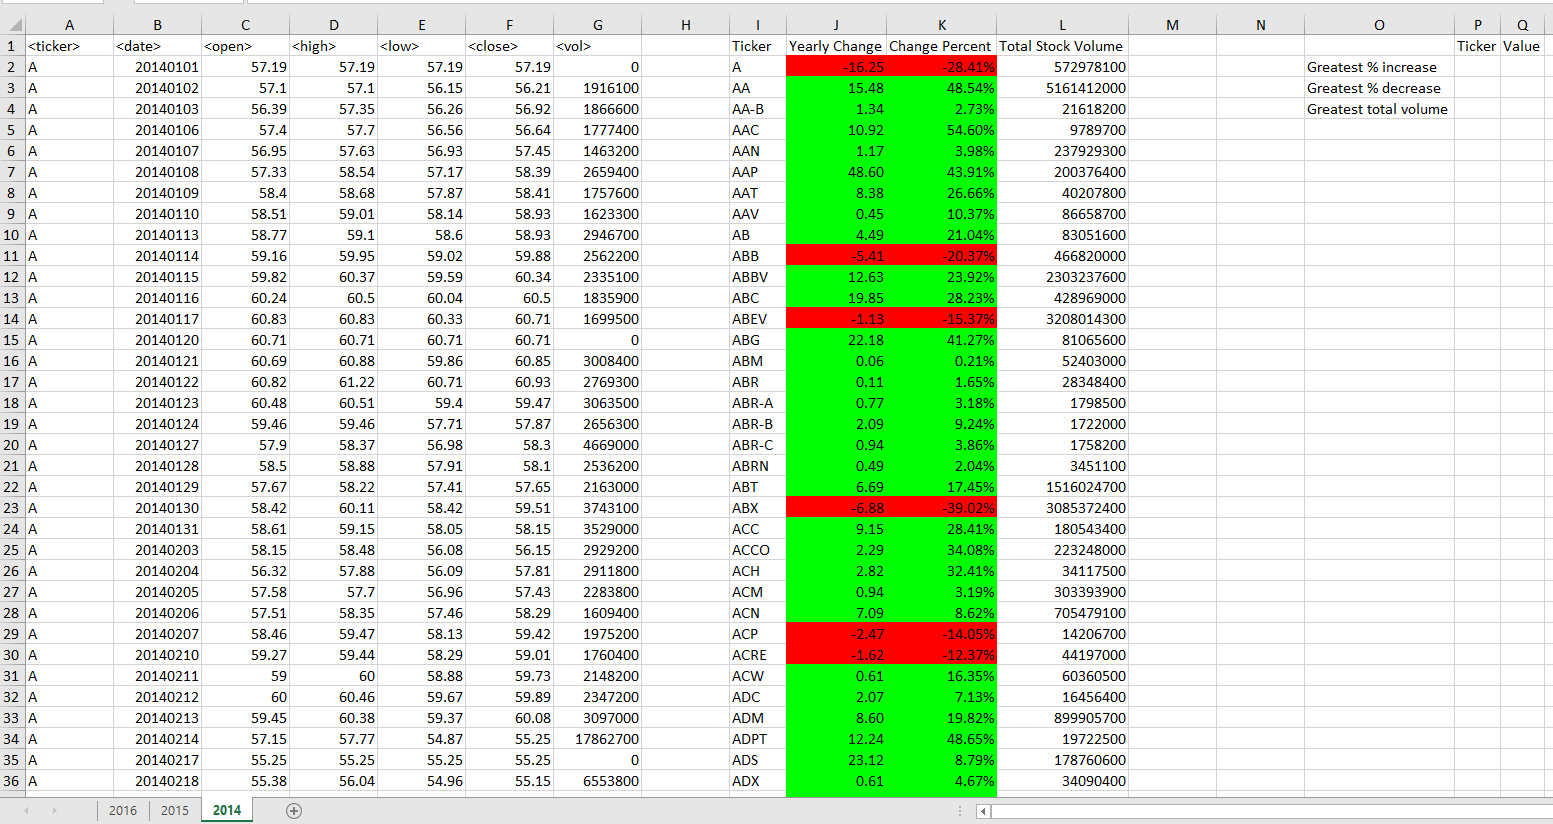 A B C D E F G H I J K L M N O P Q
1 <ticker> <date> <open> <high> <low> <close> <vol> Ticker Yearly Change Change Percent Total Stock Volume Ticker Value
2 A 20140101 57.19 57.19 57.19 57.19 0 A -16.25 -28.41% 572978100 Greatest % increase
3 A 20140102 57.1 57.1 56.15 56.21 1916100 AA 15.48 48.54% 5161412000 Greatest % decrease
4 A 20140103 56.39 57.35 56.26 56.92 1866600 AA-B 1.34 2.73% 21618200 Greatest total volume
5 A 20140106 57.4 57.7 56.56 56.64 1777400 AAC 10.92 54.60% 9789700
6 A 20140107 56.95 57.63 56.93 57.45 1463200 AAN 1.17 3.98% 237929300
7 A 20140108 57.33 58.54 57.17 58.39 2659400 AAP 48.60 43.91% 200376400
8 A 20140109 58.4 58.68 57.87 58.41 1757600 AAT 8.38 26.66% 40207800
9 A 20140110 58.51 59.01 58.14 58.93 1623300 AAV 0.45 10.37% 86658700
10 A 20140113 58.77 59.1 58.6 58.93 2946700 AB 4.49 21.04% 83051600
11 A 20140114 59.16 59.95 59.02 59.88 2562200 ABB -5.41 -20.37% 466820000
12 A 20140115 59.82 60.37 59.59 60.34 2335100 ABBV 12.63 23.92% 2303237600
13 A 20140116 60.24 60.5 60.04 60.5 1835900 ABC 19.85 28.23% 428969000
14 A 20140117 60.83 60.83 60.33 60.71 1699500 ABEV -1.13 -15.37% 3208014300
15 A 20140120 60.71 60.71 60.71 60.71 0 ABG 22.18 41.27% 81065600
16 A 20140121 60.69 60.88 59.86 60.85 3008400 ABM 0.06 0.21% 52403000
17 A 20140122 60.82 61.22 60.71 60.93 2769300 ABR 0.11 1.65% 28348400
18 A 20140123 60.48 60.51 59.4 59.47 3063500 ABR-A 0.77 3.18% 1798500
19 A 20140124 59.46 59.46 57.71 57.87 2656300 ABR-B 2.09 9.24% 1722000
20 A 20140127 57.9 58.37 56.98 58.3 4669000 ABR-C 0.94 3.86% 1758200
21 A 20140128 58.5 58.88 57.91 58.1 2536200 ABRN 0.49 2.04% 3451100
22 A 20140129 57.67 58.22 57.41 57.65 2163000 ABT 6.69 17.45% 1516024700
23 A 20140130 58.42 60.11 58.42 59.51 3743100 ABX -6.88 -39.02% 3085372400
24 A 20140131 58.61 59.15 58.05 58.15 3529000 ACC 9.15 28.41% 180543400
25 A 20140203 58.15 58.48 56.08 56.15 2929200 ACCO 2.29 34.08% 223248000
26 A 20140204 56.32 57.88 56.09 57.81 2911800 ACH 2.82 32.41% 34117500
27 A 20140205 57.58 57.7 56.96 57.43 2283800 ACM 0.94 3.19% 303393900
28 A 20140206 57.51 58.35 57.46 58.29 1609400 ACN 7.09 8.62% 705479100
29 A 20140207 58.46 59.47 58.13 59.42 1975200 ACP -2.47 -14.05% 14206700
30 A 20140210 59.27 59.44 58.29 59.01 1760400 ACRE -1.62 -12.37% 44197000
31 A 20140211 59 60 58.88 59.73 2148200 ACW 0.61 16.35% 60360500
32 A 20140212 60 60.46 59.67 59.89 2347200 ADC 2.07 7.13% 16456400
33 A 20140213 59.45 60.38 59.37 60.08 3097000 ADM 8.60 19.82% 899905700
34 A 20140214 57.15 57.77 54.87 55.25 17862700 ADPT 12.24 48.65% 19722500
35 A 20140217 55.25 55.25 55.25 55.25 0 ADS 23.12 8.79% 178760600
36 A 20140218 55.38 56.04 54.96 55.15 6553800 ADX 0.61 4.67% 34090400
2016 2015 2014